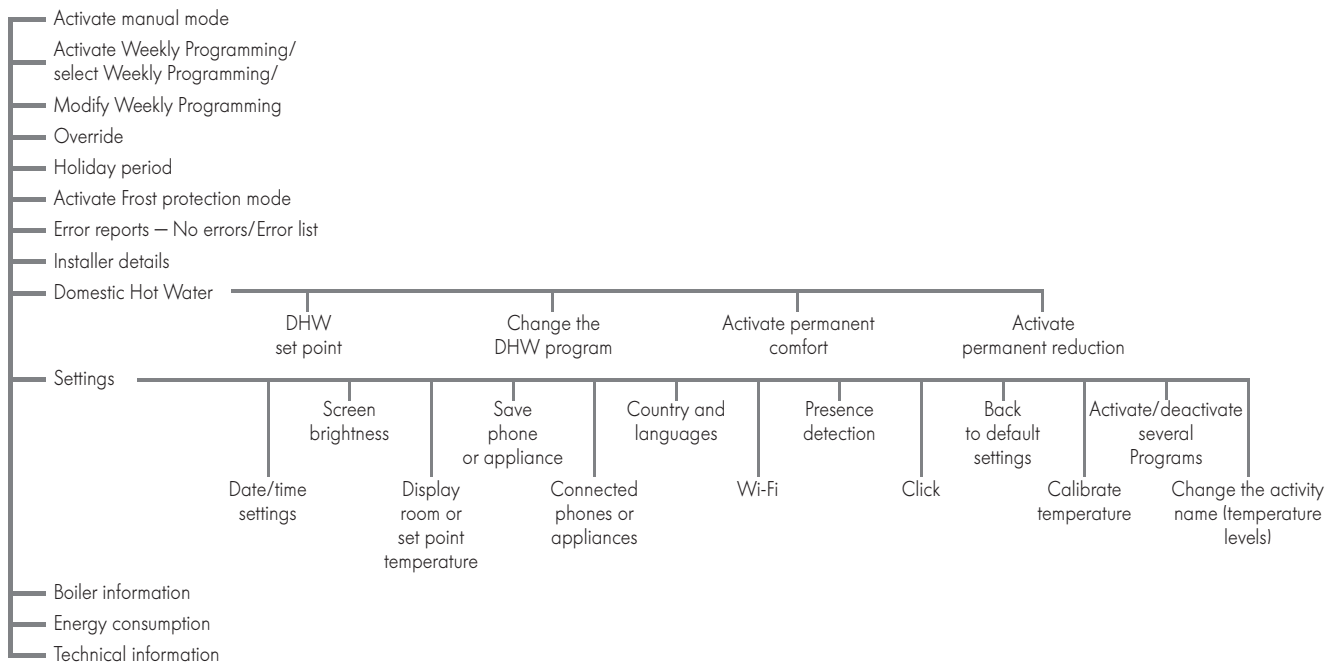 Activate manual mode
Activate Weekly Programming/
select Weekly Programming/
Modify Weekly Programming
Override
Holiday period
Activate Frost protection mode
Error reports — No errors/Error list
Installer details
Domestic Hot Water
DHW
set point
Change the
DHW program
Activate permanent
comfort
Activate
permanent reduction
Settings
Screen
brightness
Save
phone
or appliance
Country and
languages
Presence
detection
Back
to default
settings
Activate/deactivate
several
Programs
Date/time
settings
Display
room or
set point
temperature
Connected
phones or
appliances
Wi-Fi
Click
Calibrate
temperature
Change the activity
name (temperature
levels)
Boiler information
Energy consumption
Technical information